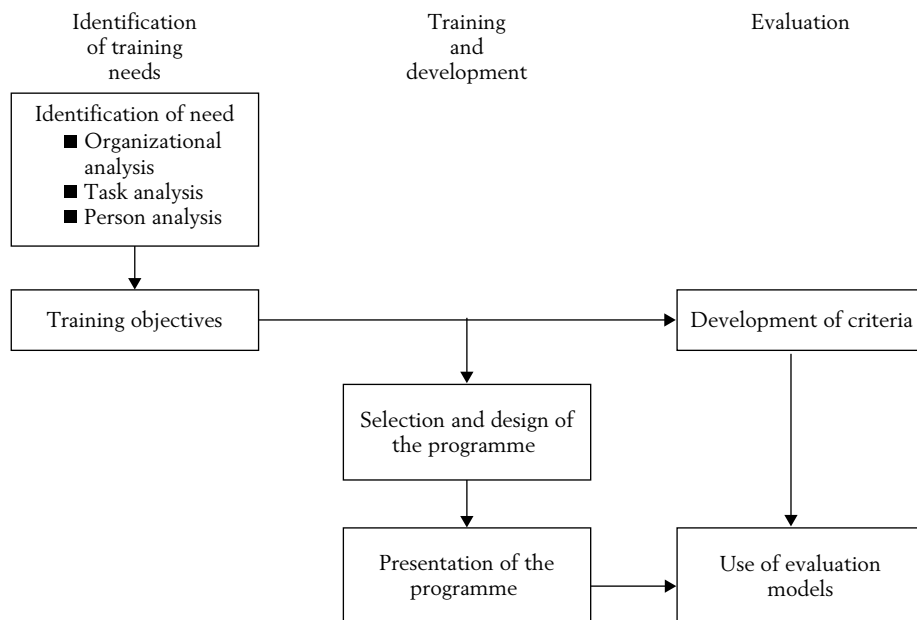 Identification
of training
needs
Training
and
development
Evaluation
Identification of need
■ Organizational
analysis
■ Task analysis
■ Person analysis
Training objectives
Development of criteria
Selection and design of
the programme
Presentation of the
programme
Use of evaluation
models